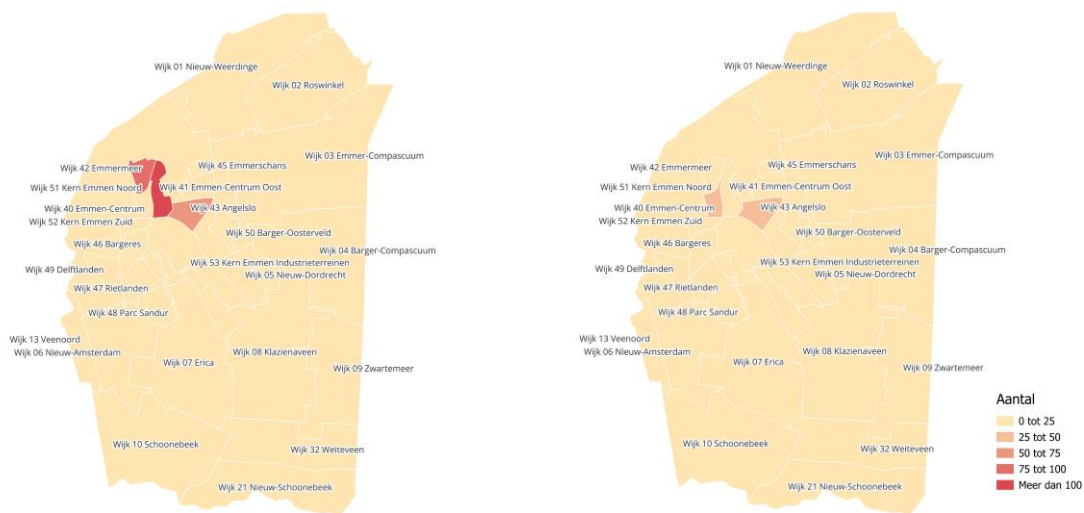 Wijk 01 Nieuw-Weerdinge
Wijk 02 Roswinkel
Wijk 03 Emmer-Compascuum
Wijk 42 Emmermeer
Wijk 45 Emmerschans
Wijk 51 Kern Emmen Noord
Wijk 41 Emmen-Centrum Oost
Wijk 40 Emmen-Centrum
Wijk 43 Angelslo
Wijk 52 Kern Emmen Zuid
Wijk 50 Barger-Oosterveld
Wijk 46 Bargeres
Wijk 04 Barger-Compascuum
Wijk 53 Kern Emmen Industrieterreinen
Wijk 49 Delftlanden
Wijk 05 Nieuw-Dordrecht
Wijk 47 Rietlanden
Wijk 48 Parc Sandur
Wijk 13 Veenoord
Wijk 06 Nieuw-Amsterdam
Wijk 08 Klazienaveen
Wijk 07 Erica
Wijk 09 Zwartemeer
Wijk 10 Schoonebeek
Wijk 32 Weiteveen
Wijk 21 Nieuw-Schoonebeek
Wijk 01 Nieuw-Weerdinge
Wijk 02 Roswinkel
Wijk 03 Emmer-Compascuum
Wijk 42 Emmermeer
Wijk 45 Emmerschans
Wijk 51 Kern Emmen Noord
Wijk 41 Emmen-Centrum Oost
Wijk 40 Emmen-Centrum
Wijk 43 Angelslo
Wijk 52 Kern Emmen Zuid
Wijk 50 Barger-Oosterveld
Wijk 46 Bargeres
Wijk 04 Barger-Compascuum
Wijk 53 Kern Emmen Industrieterreinen
Wijk 49 Delftlanden
Wijk 05 Nieuw-Dordrecht
Wijk 47 Rietlanden
Wijk 48 Parc Sandur
Wijk 13 Veenoord
Wijk 06 Nieuw-Amsterdam
Wijk 08 Klazienaveen
Wijk 07 Erica
Wijk 09 Zwartemeer
Wijk 10 Schoonebeek
Wijk 32 Weiteveen
Wijk 21 Nieuw-Schoonebeek
Aantal
0 tot 25
25 tot 50
50 tot 75
75 tot 100
Meer dan 100